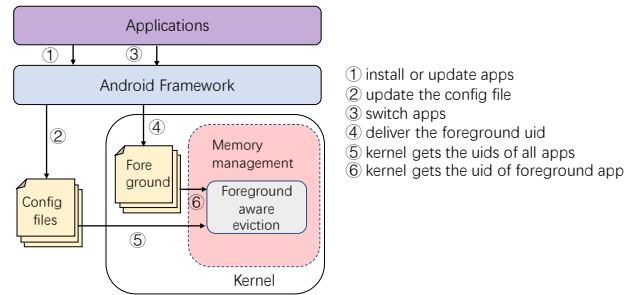 Applications
① ③
Android Framework
② ④
Memory
management
Fore
ground
Foreground
aware
eviction
⑥
Config
files
⑤
Kernel
① install or update apps
② update the config file
③ switch apps
④ deliver the foreground uid
⑤ kernel gets the uids of all apps
⑥ kernel gets the uid of foreground app